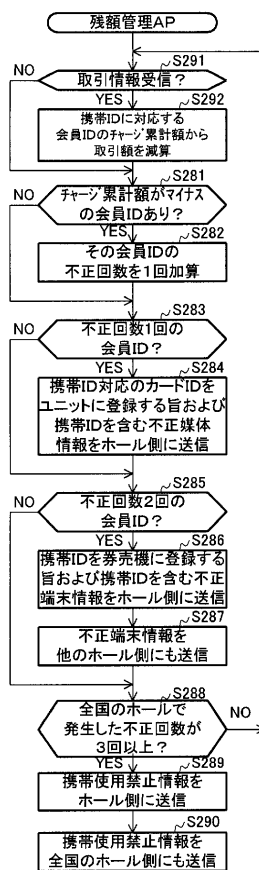 残額管理AP
S291
NO
取引情報受信？
YES
S292
携帯IDに対応する
会員IDのチャージ累計額から
取引額を減算
S281
NO
チャージ累計額がマイナス
の会員IDあり？
YES
S282
その会員IDの
不正回数を1回加算
S283
NO
不正回数1回の
会員ID？
YES
S284
携帯ID対応のカードIDを
ユニットに登録する旨および
携帯IDを含む不正媒体
情報をホール側に送信
S285
NO
不正回数2回の
会員ID？
YES
S286
携帯IDを券売機に登録する
旨および携帯IDを含む不正
端末情報をホール側に送信
S287
不正端末情報を
他のホール側にも送信
S288
全国のホールで
発生した不正回数が
3回以上？
NO
YES
S289
携帯使用禁止情報を
ホール側に送信
S290
携帯使用禁止情報を
全国のホール側にも送信